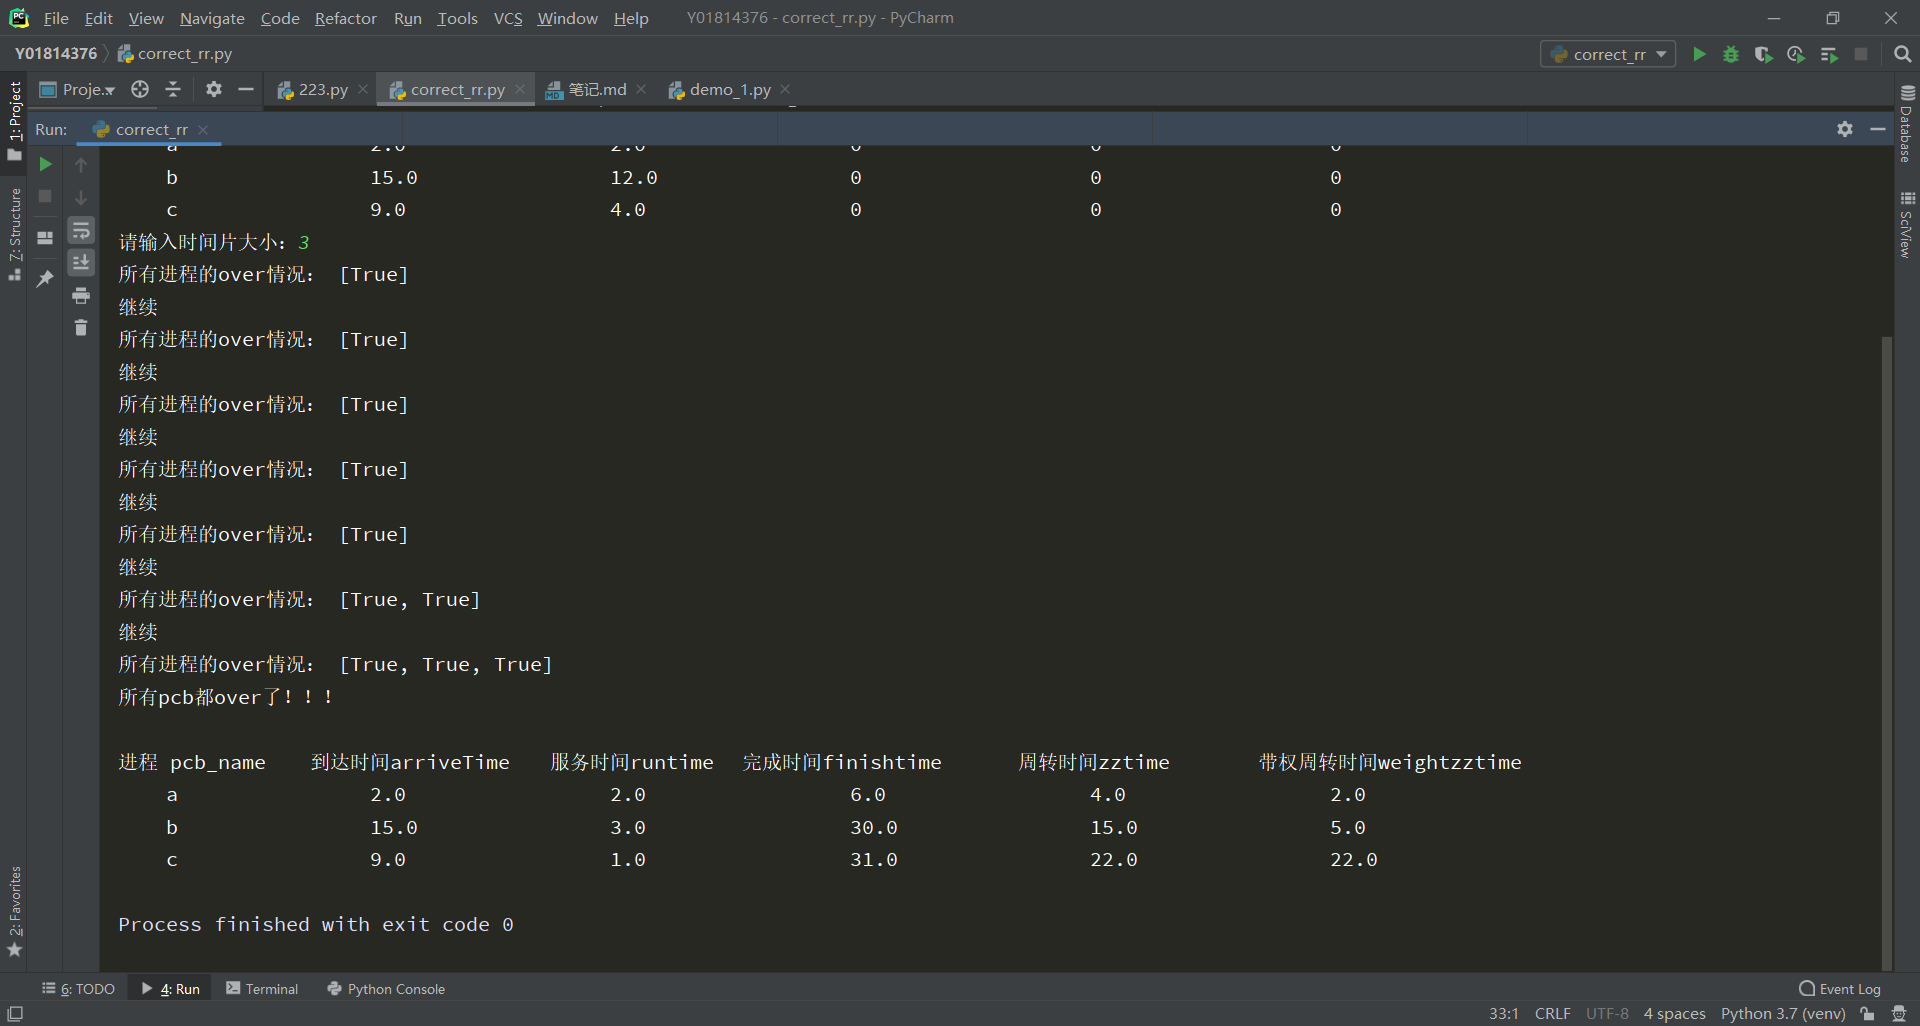 File Edit View Navigate Code Refactor Run Tools VCS Window Help Y01814376 - correct_rr.py - PyCharm
Y01814376 correct_rr.py correct_rr
Proje.. 223.py correct_rr.py 笔记.md demo_1.py
Run: correct_rr
a 2.0 2.0 0 0 0
b 15.0 12.0 0 0 0
c 9.0 4.0 0 0 0
请输入时间片大小：3
所有进程的over情况： [True]
继续
所有进程的over情况： [True]
继续
所有进程的over情况： [True]
继续
所有进程的over情况： [True]
继续
所有进程的over情况： [True]
继续
所有进程的over情况： [True, True]
继续
所有进程的over情况： [True, True, True]
所有pcb都over了！！！
进程 pcb_name 到达时间arriveTime 服务时间runtime 完成时间finishtime 周转时间zztime 带权周转时间weightzztime
a 2.0 2.0 6.0 4.0 2.0
b 15.0 3.0 30.0 15.0 5.0
c 9.0 1.0 31.0 22.0 22.0
Process finished with exit code 0
1: Project
7: Structure
2: Favorites
Database
SciView
6: TODO 4: Run Terminal Python Console Event Log
33:1 CRLF UTF-8 4 spaces Python 3.7 (venv)